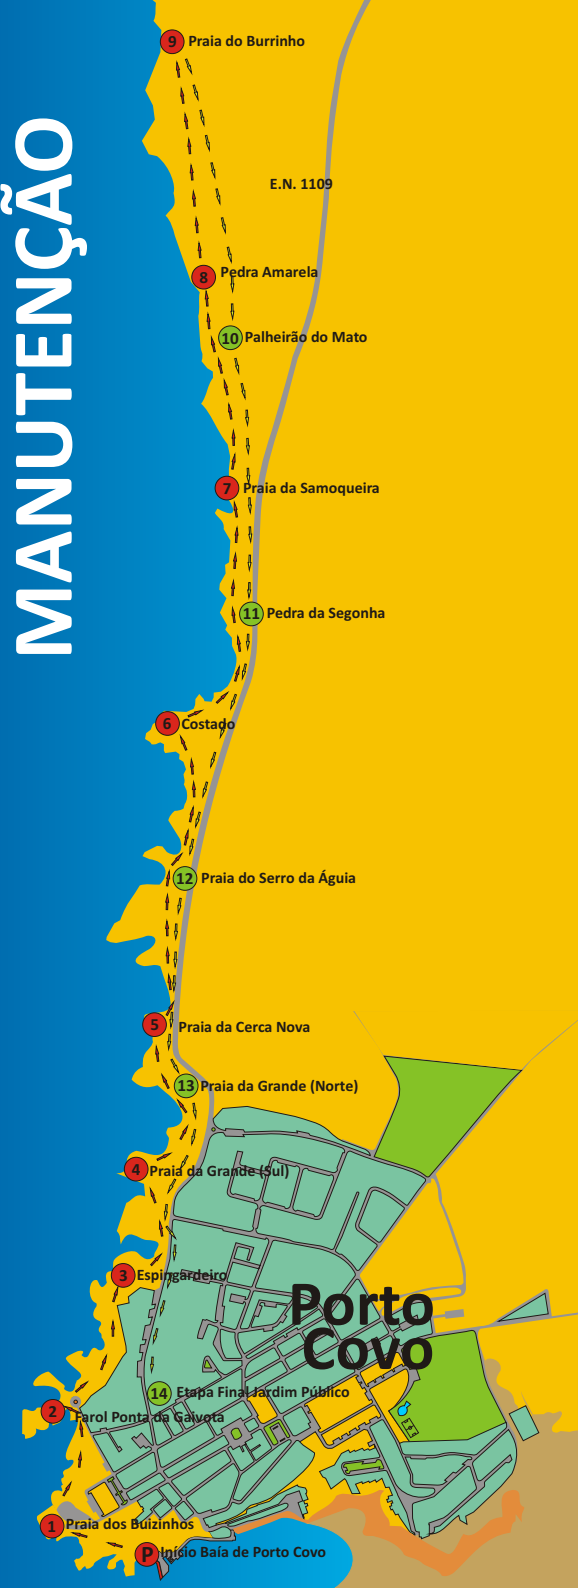 MANUTENÇÃO
9 Praia do Burrinho
E.N. 1109
8 Pedra Amarela
10 Palheirão do Mato
7 Praia da Samoqueira
11 Pedra da Segonha
6 Costado
12 Praia do Serro da Águia
5 Praia da Cerca Nova
13 Praia da Grande (Norte)
4 Praia da Grande (Sul)
3 Espingardeiro
Porto
Covo
14 Etapa Final Jardim Público
2 Farol Ponta da Gaivota
1 Praia dos Buizinhos
P Início Baía de Porto Covo